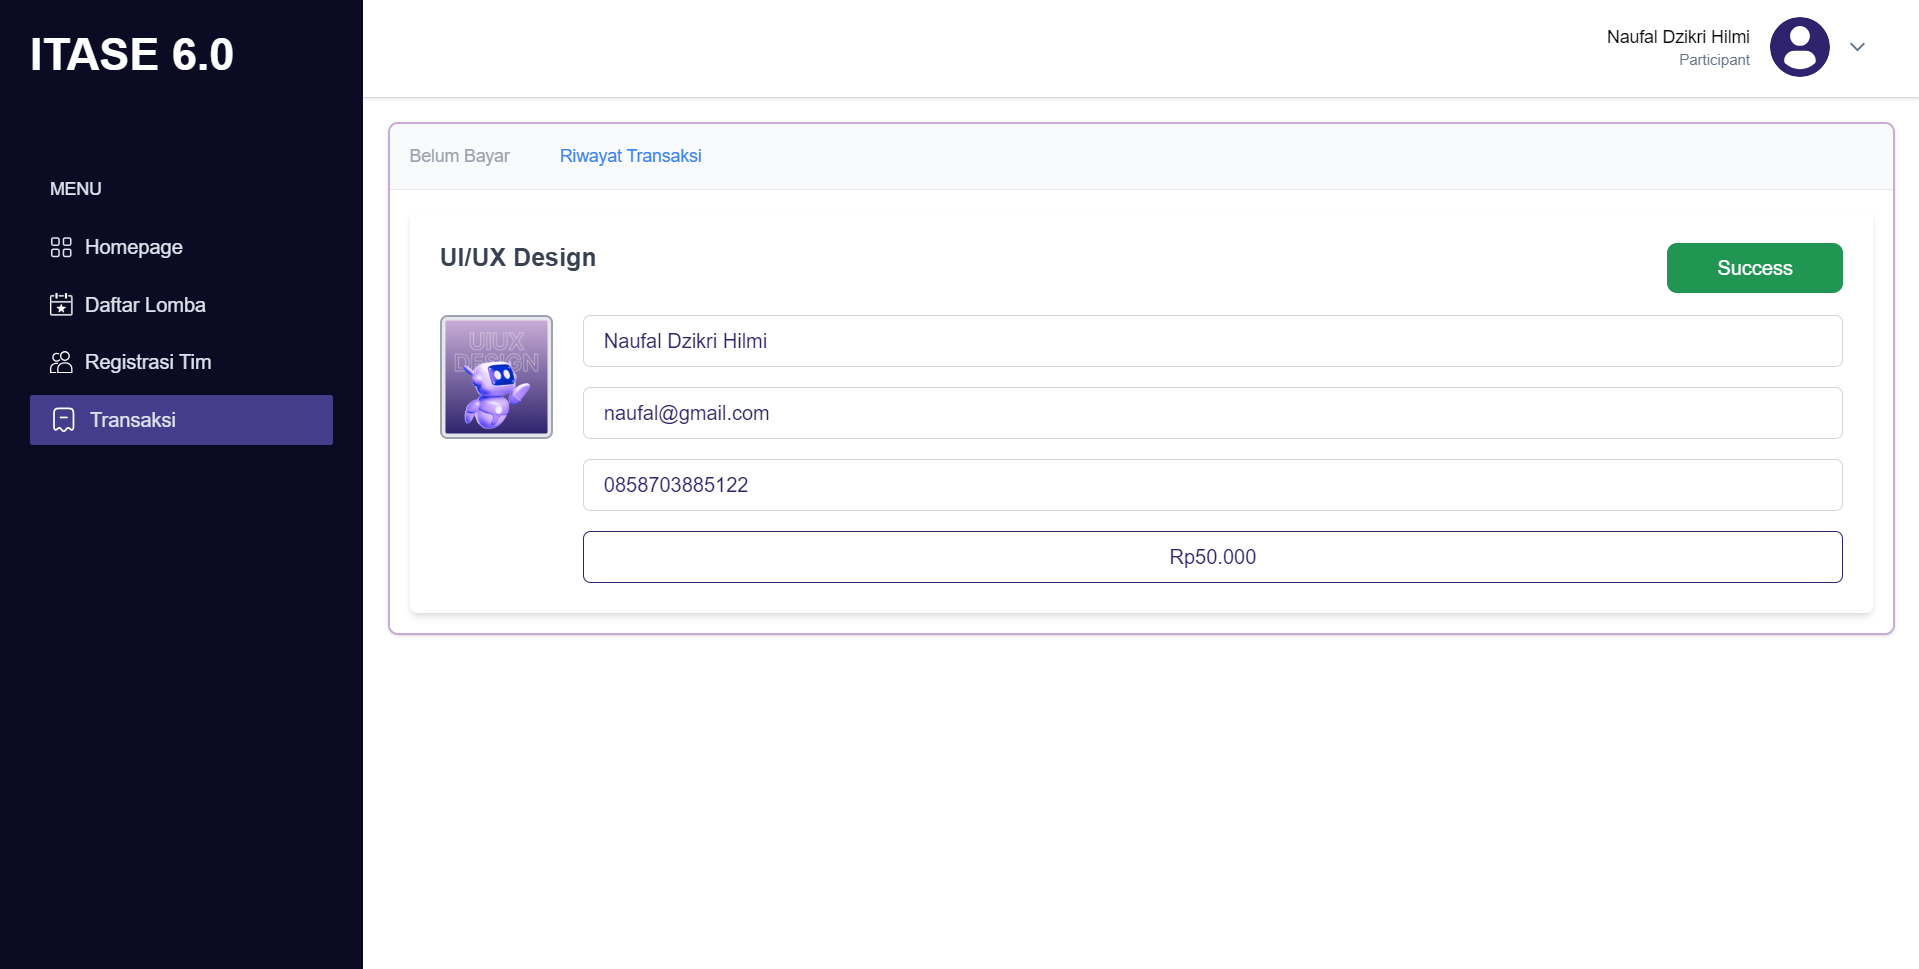 ITASE 6.0
Naufal Dzikri Hilmi
Participant
MENU
Homepage
Daftar Lomba
Registrasi Tim
Transaksi
Belum Bayar
Riwayat Transaksi
UI/UX Design
Success
UIUX
DESIGN
Naufal Dzikri Hilmi
naufal@gmail.com
0858703885122
Rp50.000